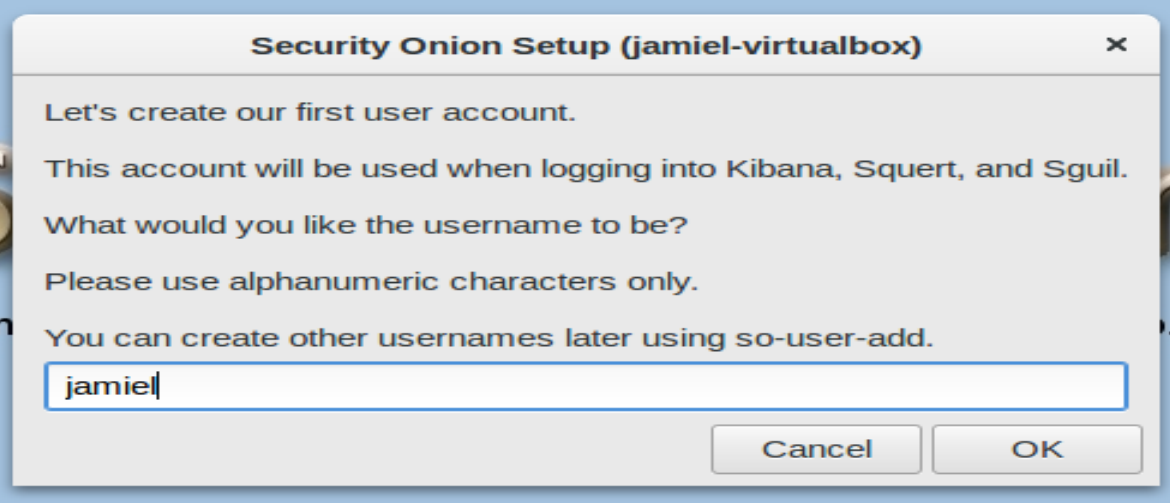 Security Onion Setup (jamiel-virtualbox)
Let's create our first user account.
This account will be used when logging into Kibana, Squert, and Sguil.
What would you like the username to be?
Please use alphanumeric characters only.
You can create other usernames later using so-user-add.
jamiel
Cancel OK